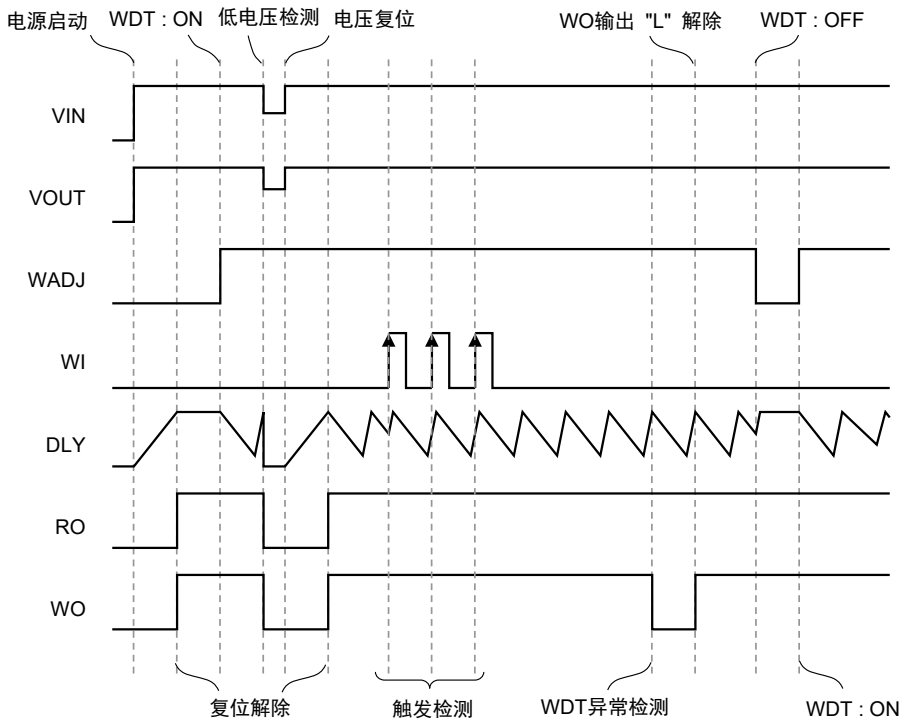 电源启动 WDT : ON 低电压检测 电压复位 WO输出 "L" 解除 WDT : OFF
VIN
VOUT
WADJ
WI
DLY
RO
WO
复位解除 触发检测 WDT异常检测 WDT : ON